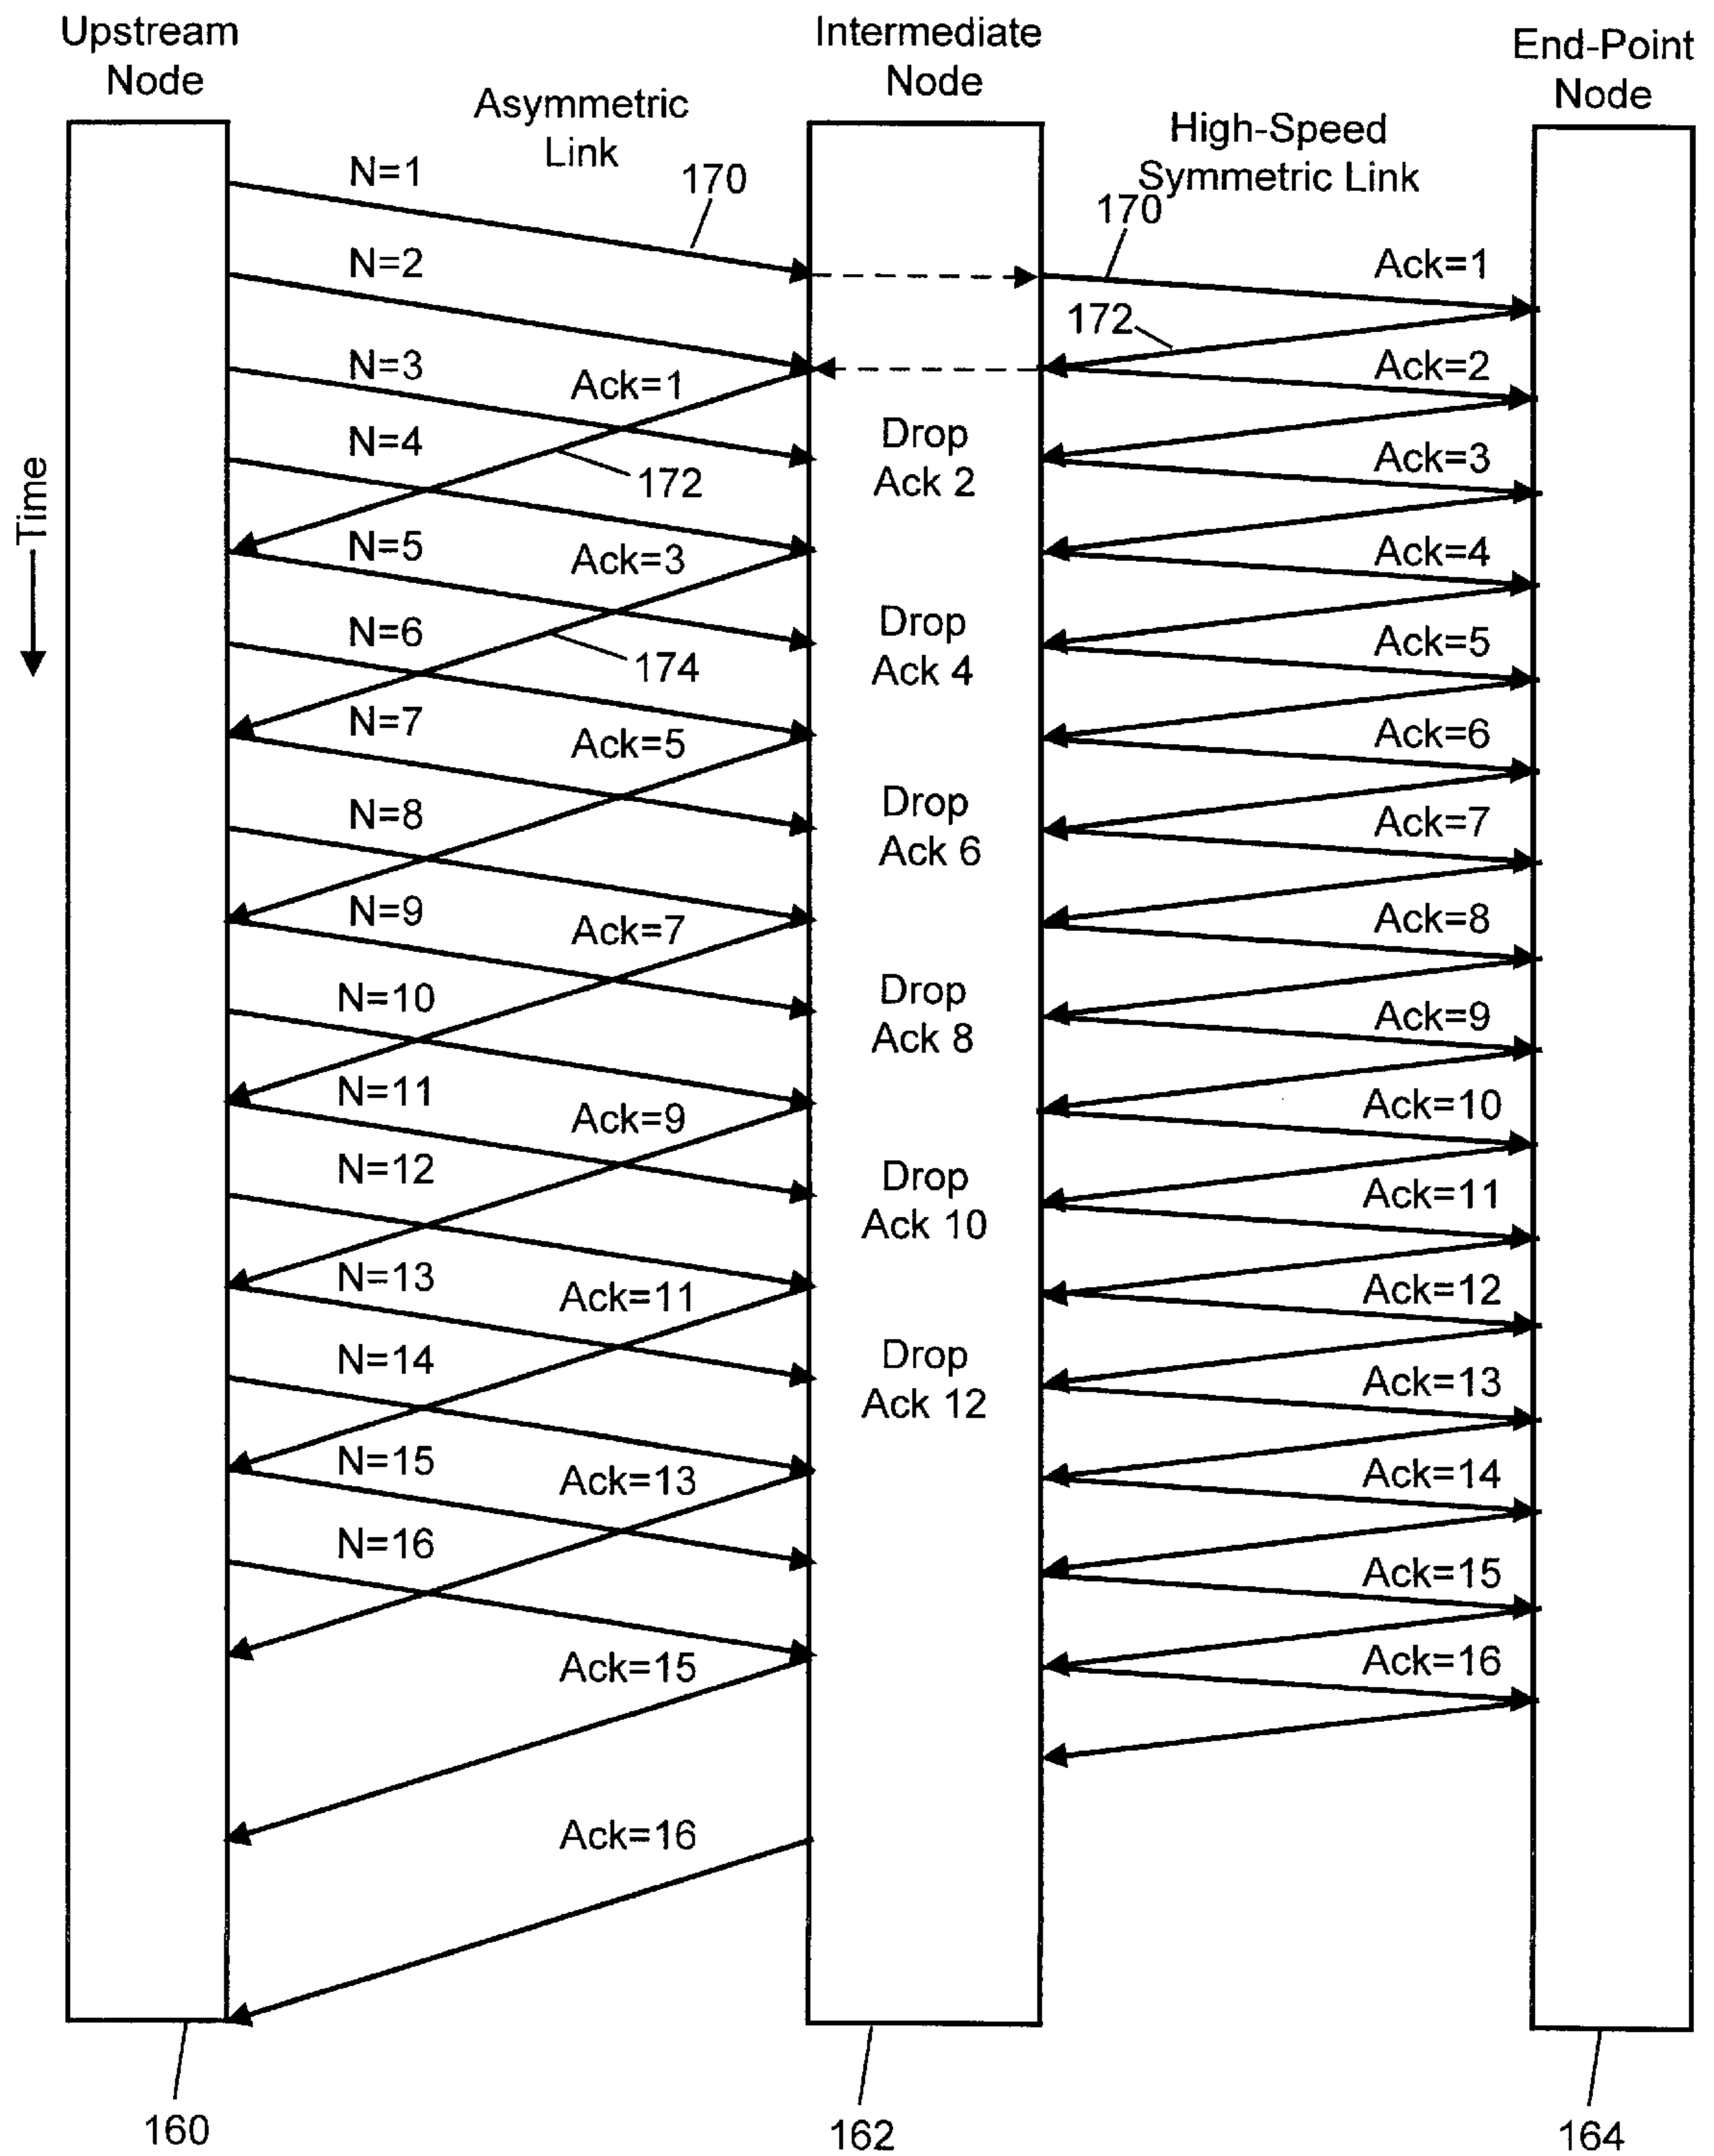 Upstream
Node
Intermediate
Node
End-Point
Node
Asymmetric
Link
High-Speed
Symmetric Link
Time
N=1
170
170
N=2
Ack=1
172
N=3
Ack=1
Ack=2
N=4
Drop
Ack 2
Ack=3
172
N=5
Ack=3
Ack=4
N=6
Drop
Ack 4
Ack=5
174
N=7
Ack=5
Ack=6
N=8
Drop
Ack 6
Ack=7
N=9
Ack=7
Ack=8
N=10
Drop
Ack 8
Ack=9
N=11
Ack=9
Ack=10
N=12
Drop
Ack 10
Ack=11
N=13
Ack=11
Ack=12
N=14
Drop
Ack 12
Ack=13
N=15
Ack=13
Ack=14
N=16
Ack=15
Ack=15
Ack=16
Ack=16
160
162
164